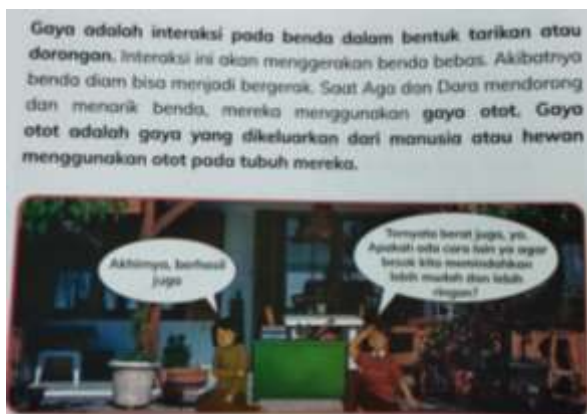 Gaya adalah interaksi pada benda dalam bentuk tarikan atau
dorongan. Interaksi ini akan menggerakan benda bebas. Akibatnya
benda diam bisa menjadi bergerak. Saat Aga dan Dara mendorong
dan menarik benda, mereka menggunakan gaya otot. Gaya
otot adalah gaya yang dikeluarkan dari manusia atau hewan
menggunakan otot pada tubuh mereka.
Akhirnya, berhasil
juga
Ternyata berat juga, ya.
Apakah ada cara lain ya agar
besok kita memindahkan
lebih mudah dan lebih
ringan?